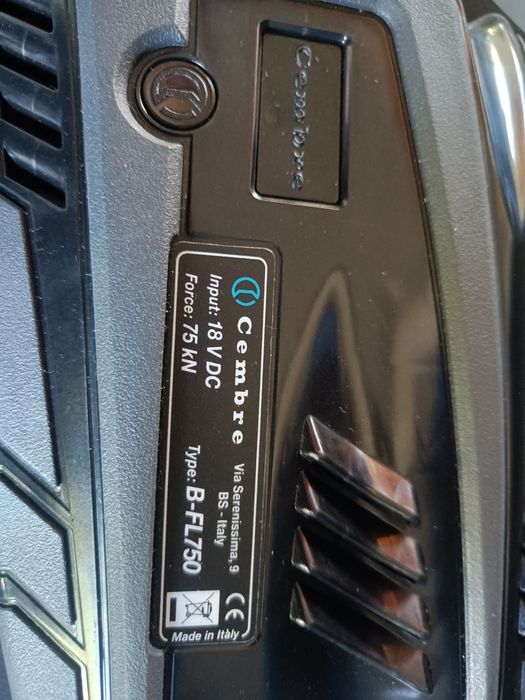 Cembre
Cembre
Via Serenissima, 9
BS - Italy
Input: 18 V DC
Force: 75 kN
Type: B-FL750
CE
Made in Italy